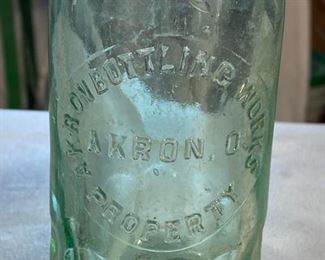 AKRON BOTTLING WORKS
AKRON, O.
PROPERTY